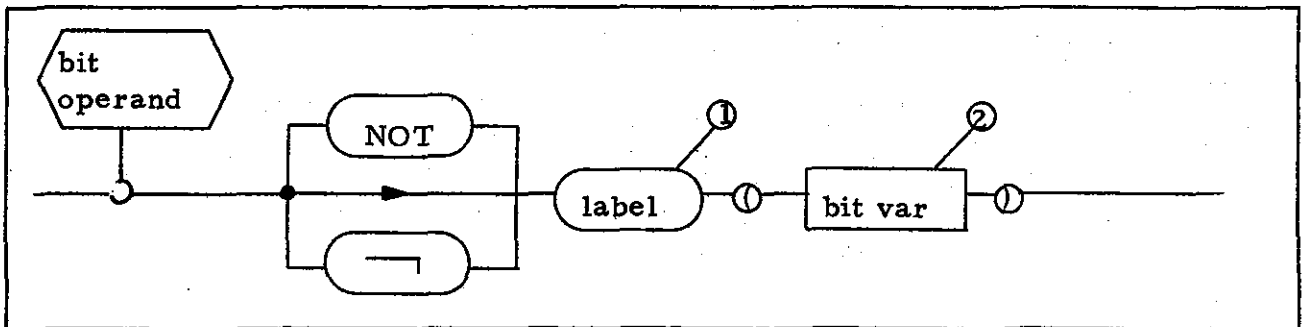 bit
operand
NOT
1
label
(
bit var
2
)
¬